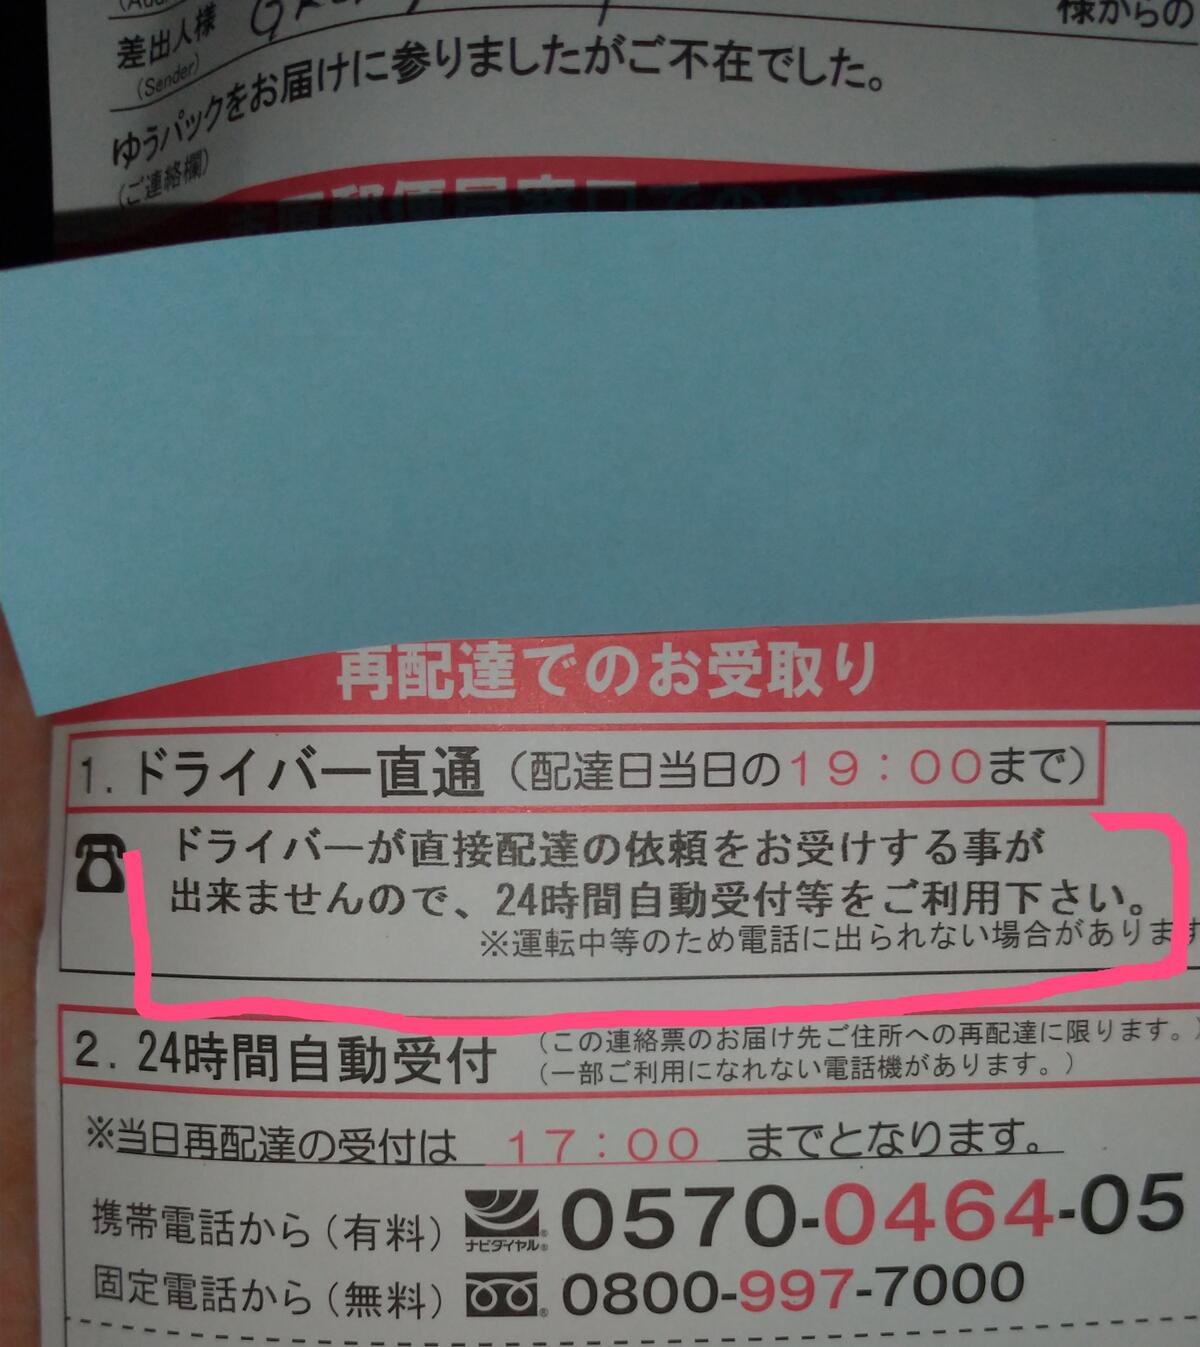 差出人様
(Sender)
様からの
ゆうパックをお届けに参りましたがご不在でした。
(ご連絡欄)
再配達でのお受取り
1.ドライバー直通(配達日当日の19:00まで)
ドライバーが直接配達の依頼をお受けする事が
出来ませんので、24時間自動受付等をご利用下さい。
※運転中等のため電話に出られない場合があります
2.24時間自動受付
(この連絡票のお届け先ご住所への再配達に限ります。)
(一部ご利用になれない電話機があります。)
※当日再配達の受付は 17:00 までとなります。
携帯電話から(有料) ナビダイヤル® 0570-0464-05
固定電話から(無料) 0800-997-7000